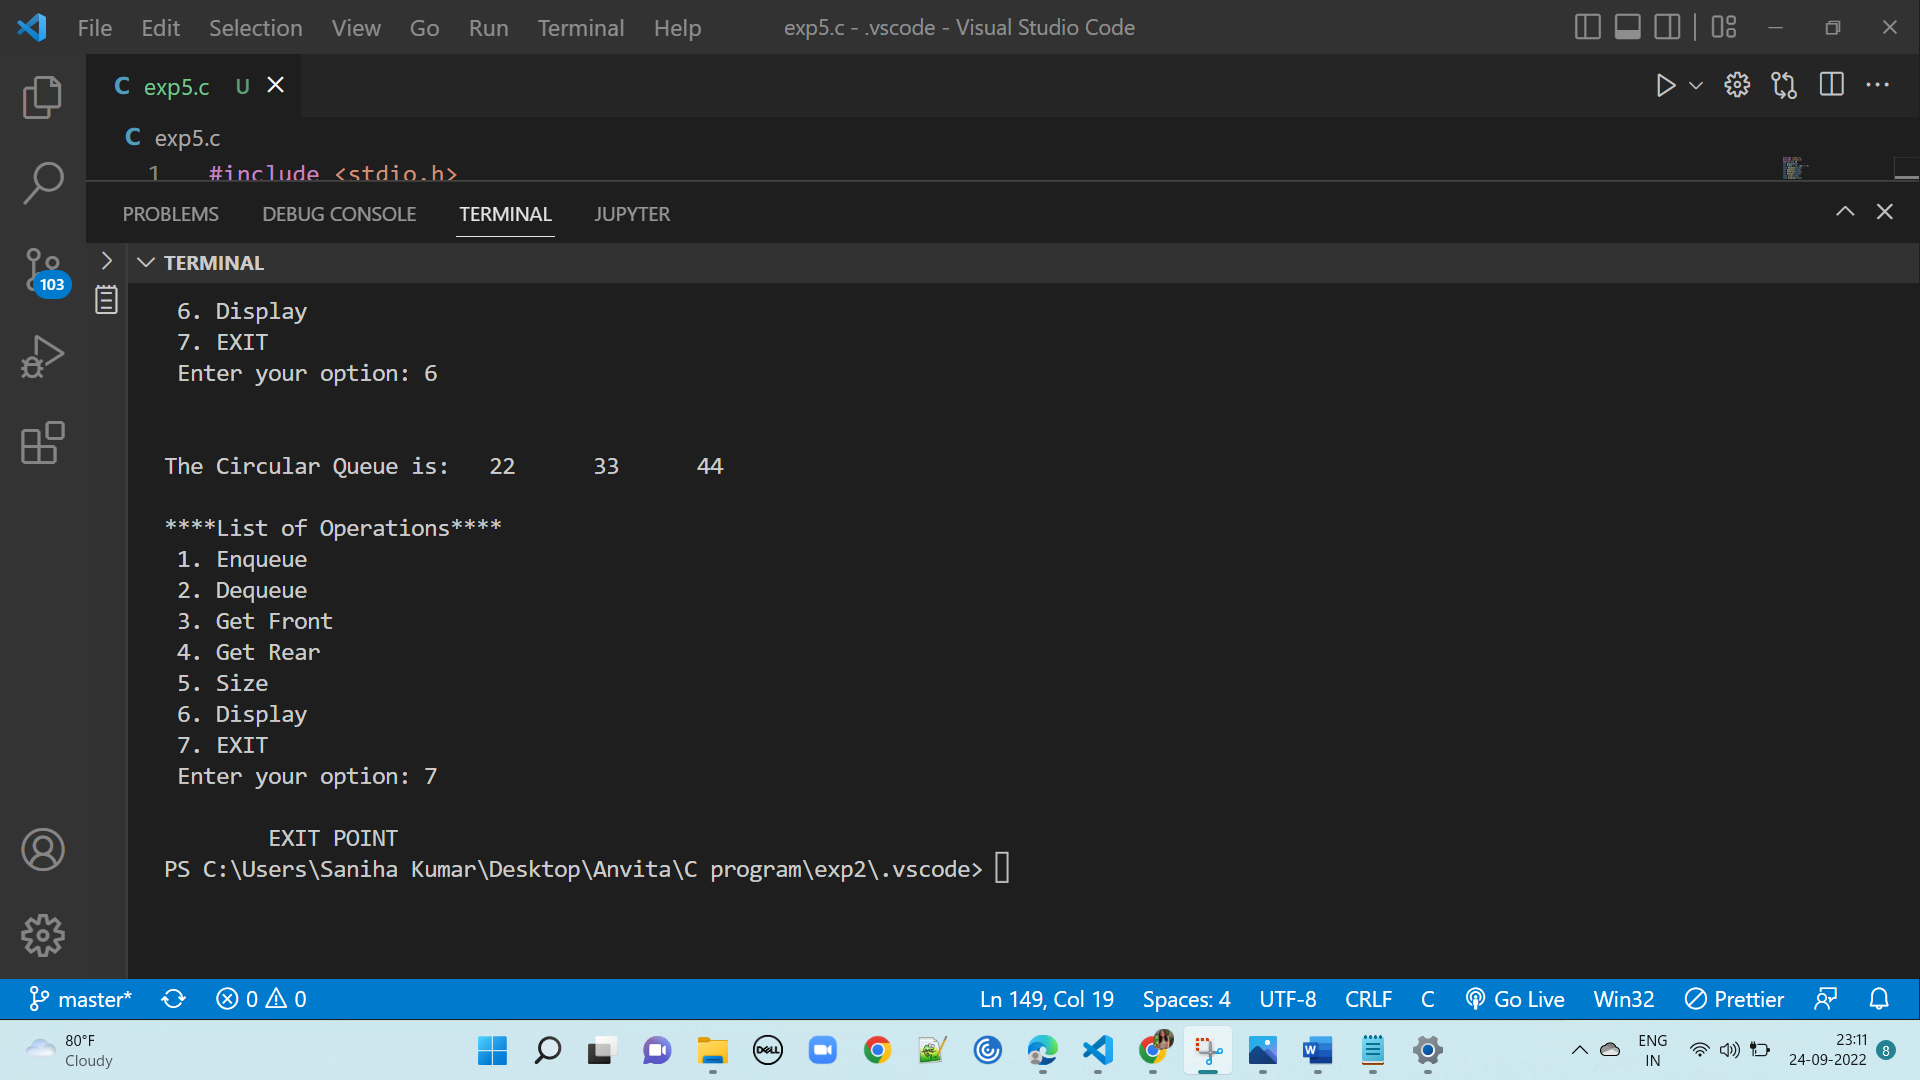 File Edit Selection View Go Run Terminal Help exp5.c - .vscode - Visual Studio Code
C exp5.c U
C exp5.c
1 #include <stdio.h>
PROBLEMS DEBUG CONSOLE TERMINAL JUPYTER
TERMINAL
103
6. Display
7. EXIT
Enter your option: 6
The Circular Queue is: 22 33 44
****List of Operations****
1. Enqueue
2. Dequeue
3. Get Front
4. Get Rear
5. Size
6. Display
7. EXIT
Enter your option: 7
EXIT POINT
PS C:\Users\Saniha Kumar\Desktop\Anvita\C program\exp2\.vscode>
master* 0 0 Ln 149, Col 19 Spaces: 4 UTF-8 CRLF C Go Live Win32 Prettier
80°F
Cloudy
DELL
W
ENG
IN
23:11
24-09-2022
8